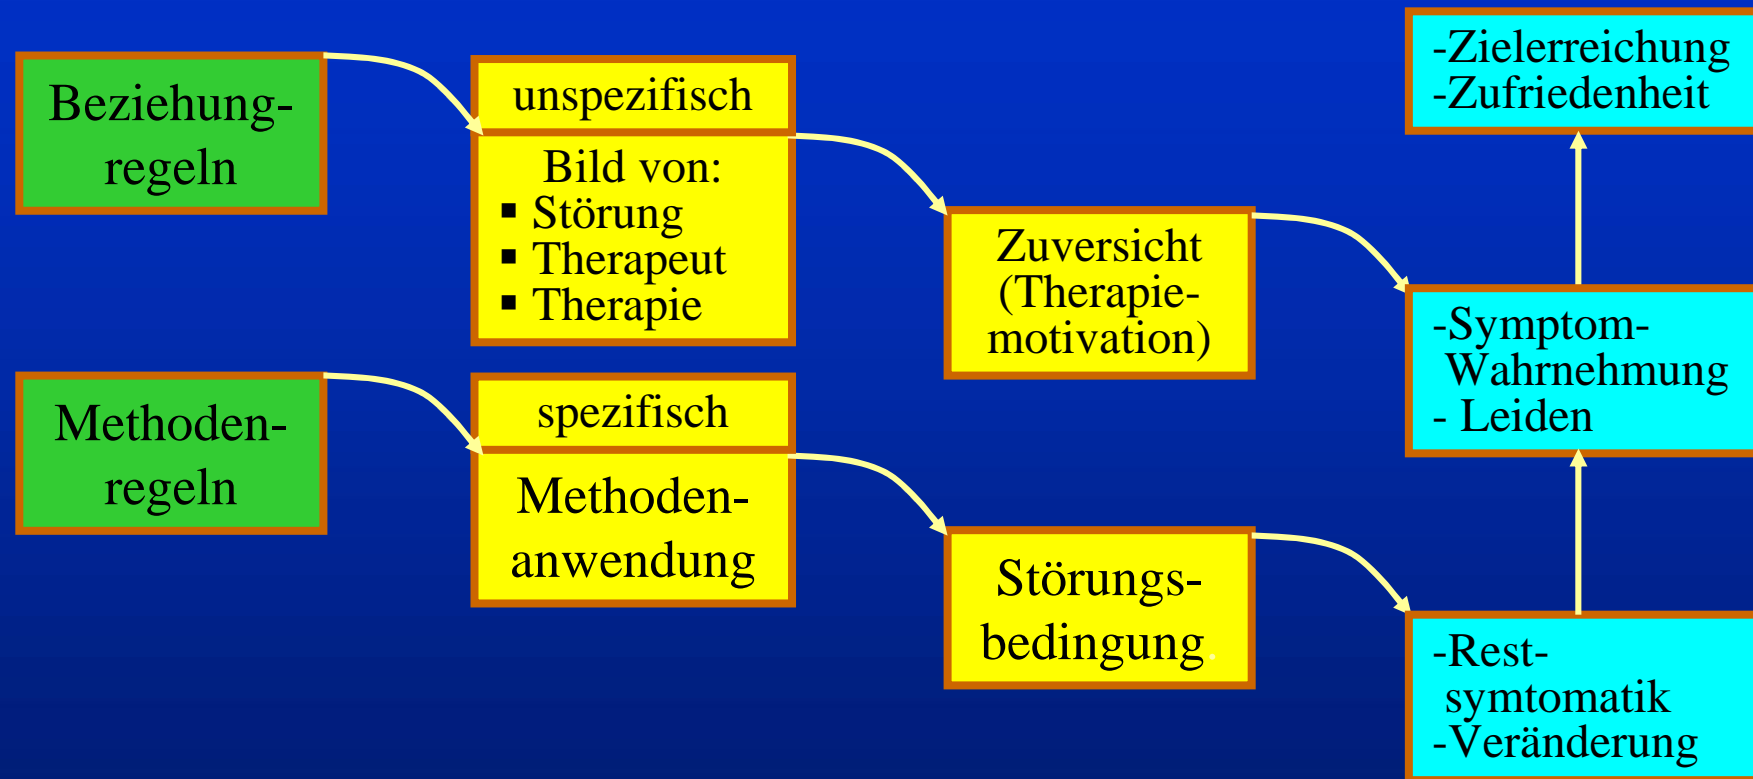 Beziehung-
regeln
unspezifisch
Bild von:
▪ Störung
▪ Therapeut
▪ Therapie
Zuversicht
(Therapie-
motivation)
-Zielerreichung
-Zufriedenheit
-Symptom-
Wahrnehmung
- Leiden
Methoden-
regeln
spezifisch
Methoden-
anwendung
Störungs-
bedingung.
-Rest-
symtomatik
-Veränderung